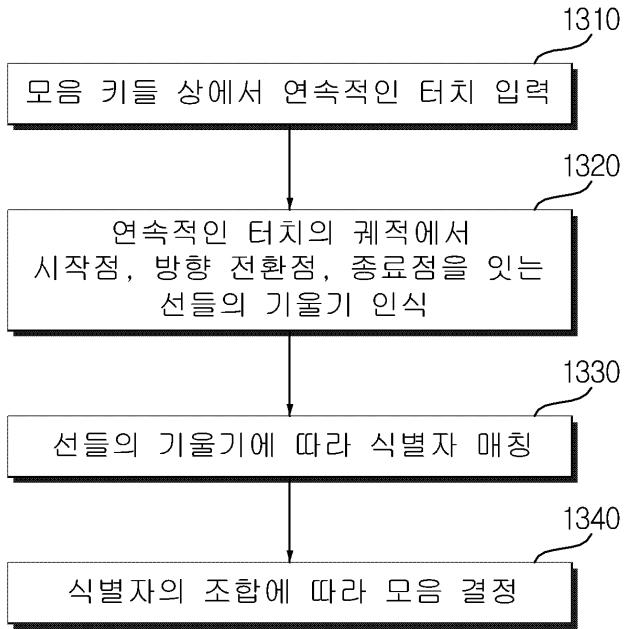 1310
모음 키들 상에서 연속적인 터치 입력
1320
연속적인 터치의 궤적에서
시작점, 방향 전환점, 종료점을 잇는
선들의 기울기 인식
1330
선들의 기울기에 따라 식별자 매칭
1340
식별자의 조합에 따라 모음 결정